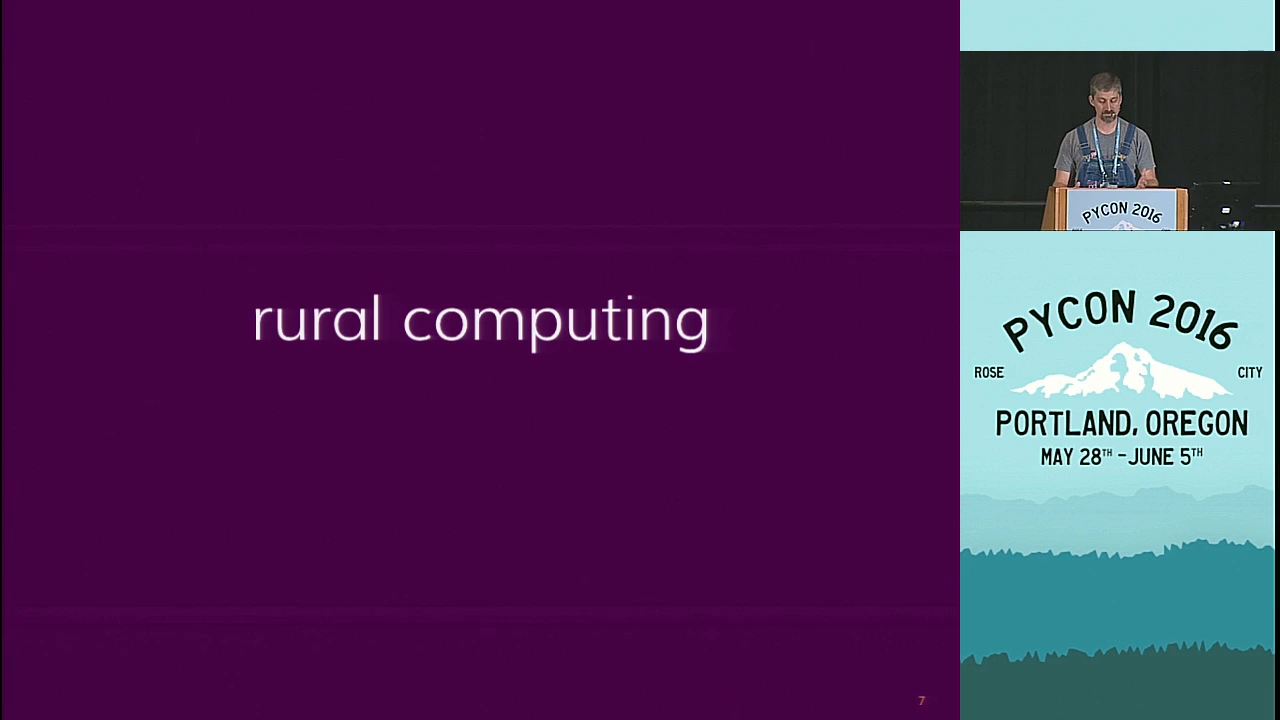 rural computing
7
PYCON 2016
PYCON 2016
ROSE CITY
PORTLAND, OREGON
MAY 28TH - JUNE 5TH